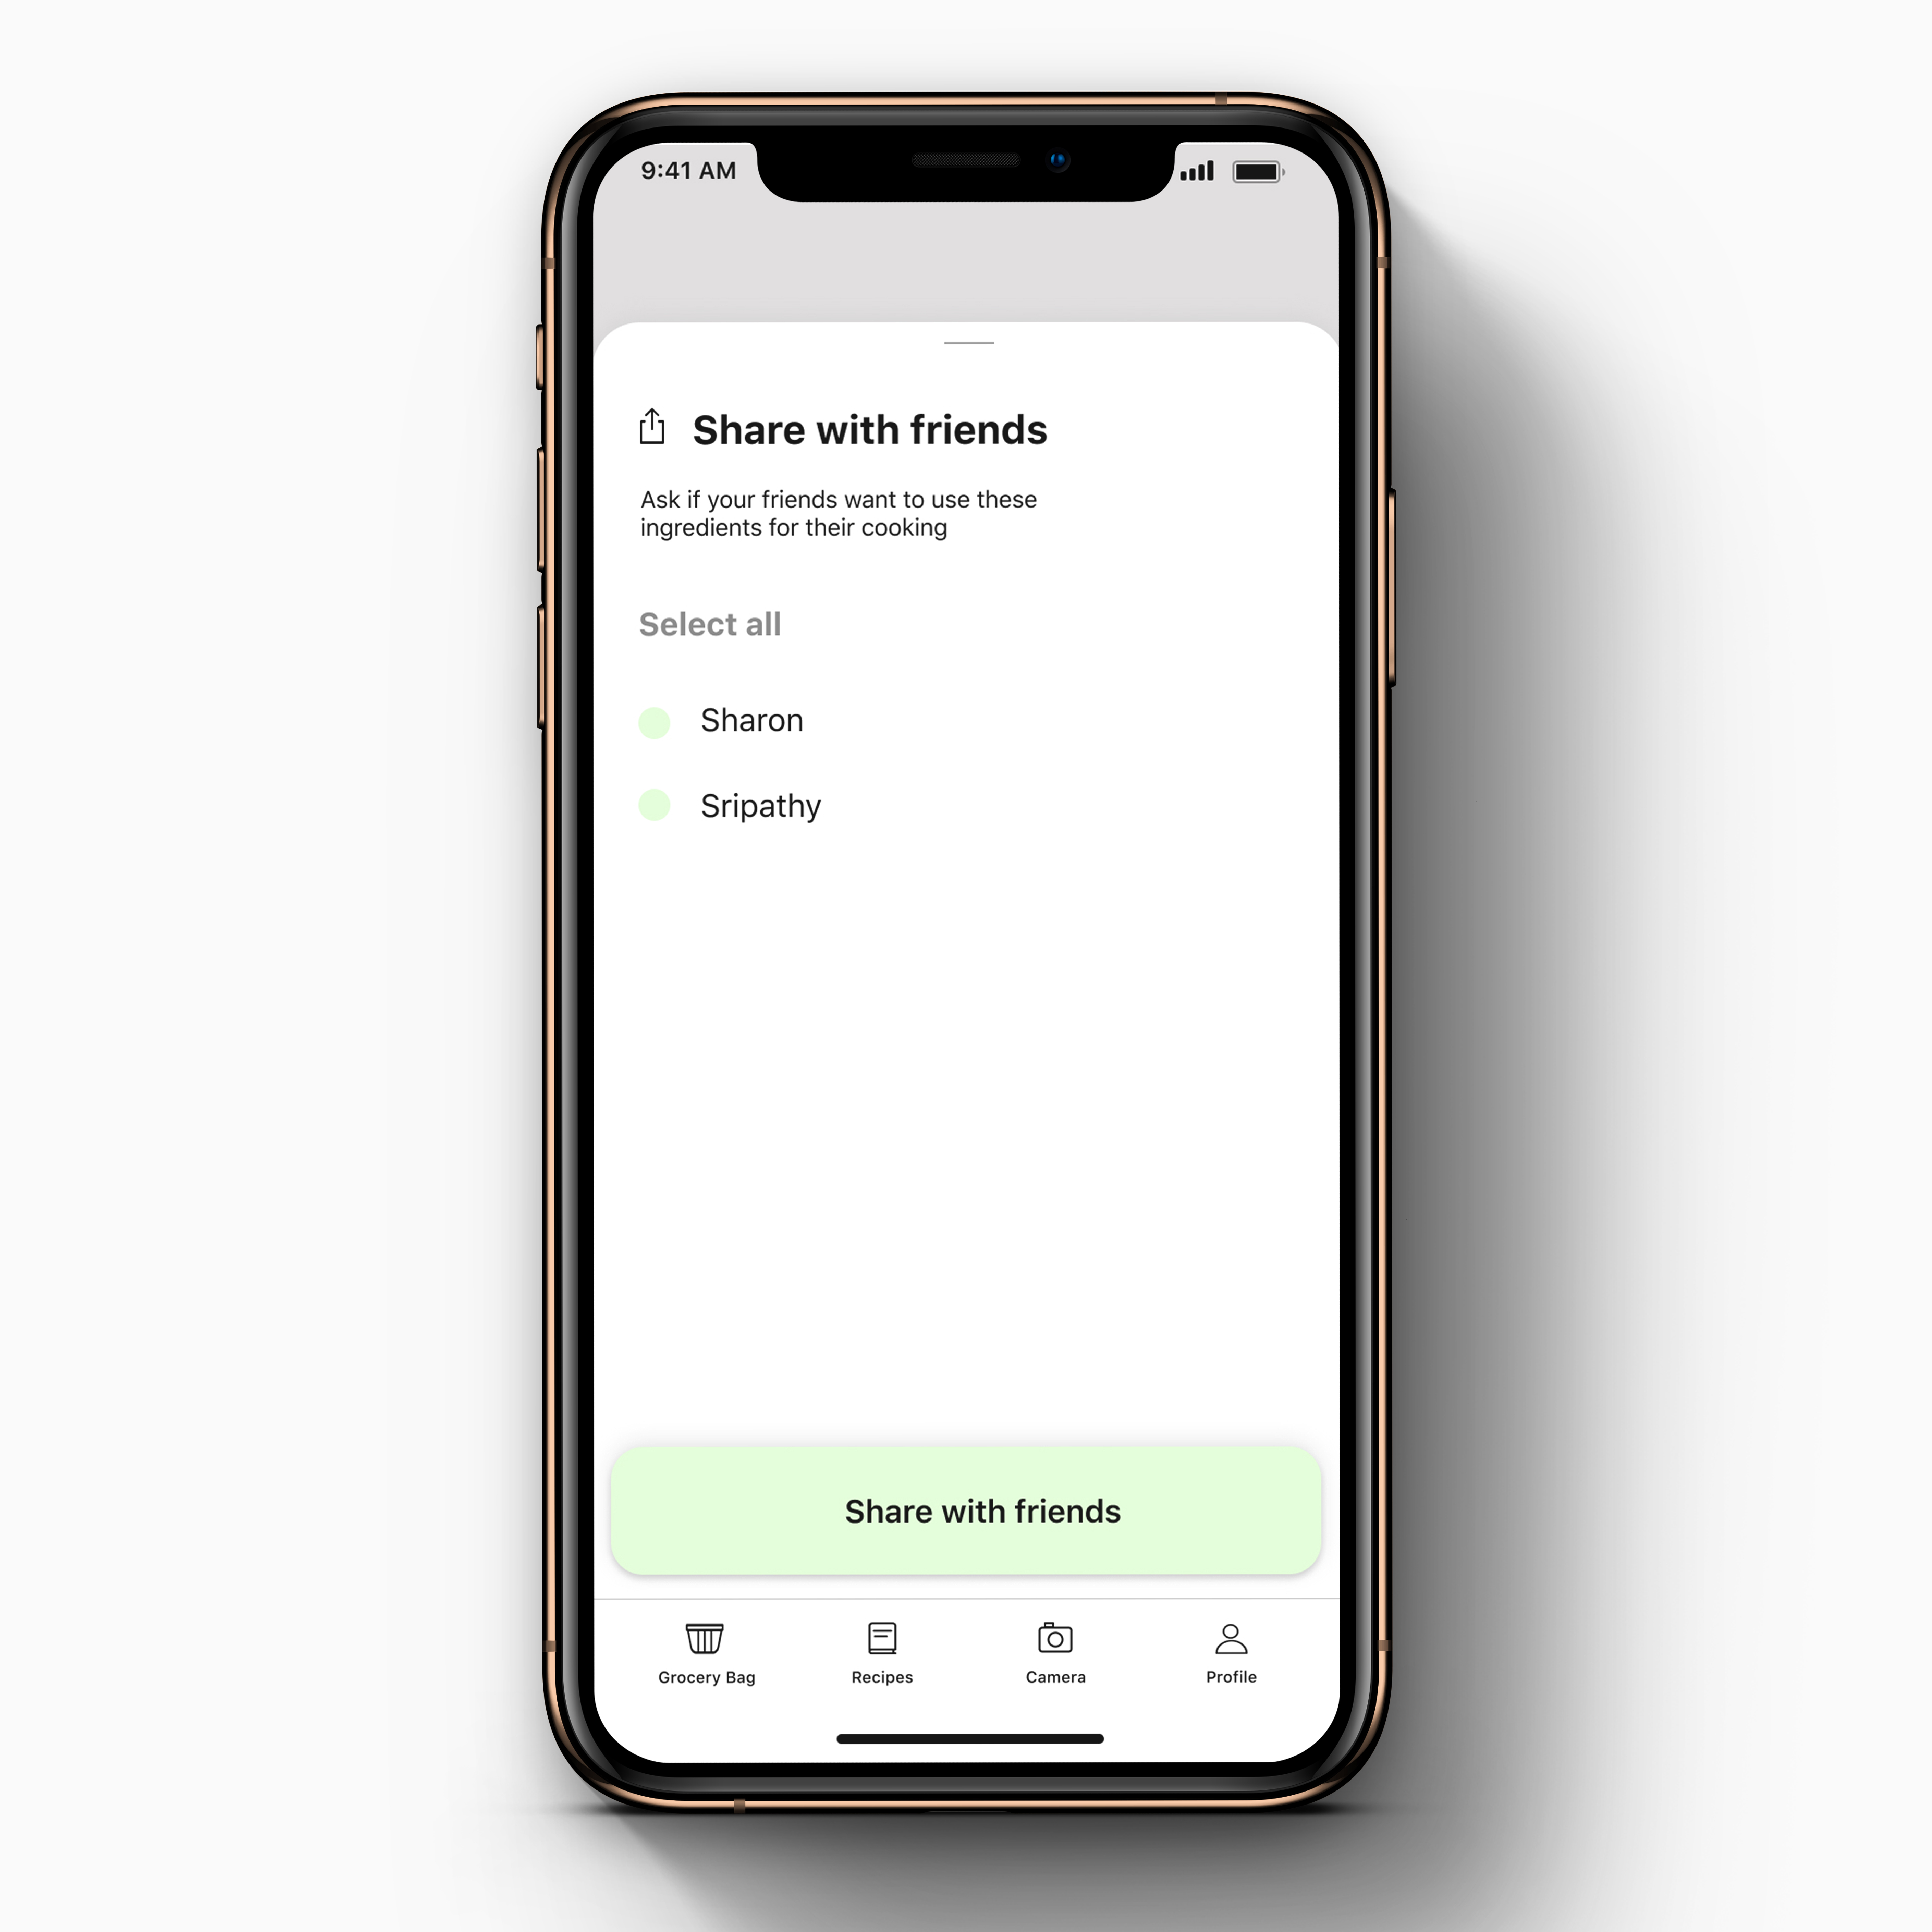 9:41 AM
Share with friends
Ask if your friends want to use these
ingredients for their cooking
Select all
Sharon
Sripathy
Share with friends
Grocery Bag
Recipes
Camera
Profile